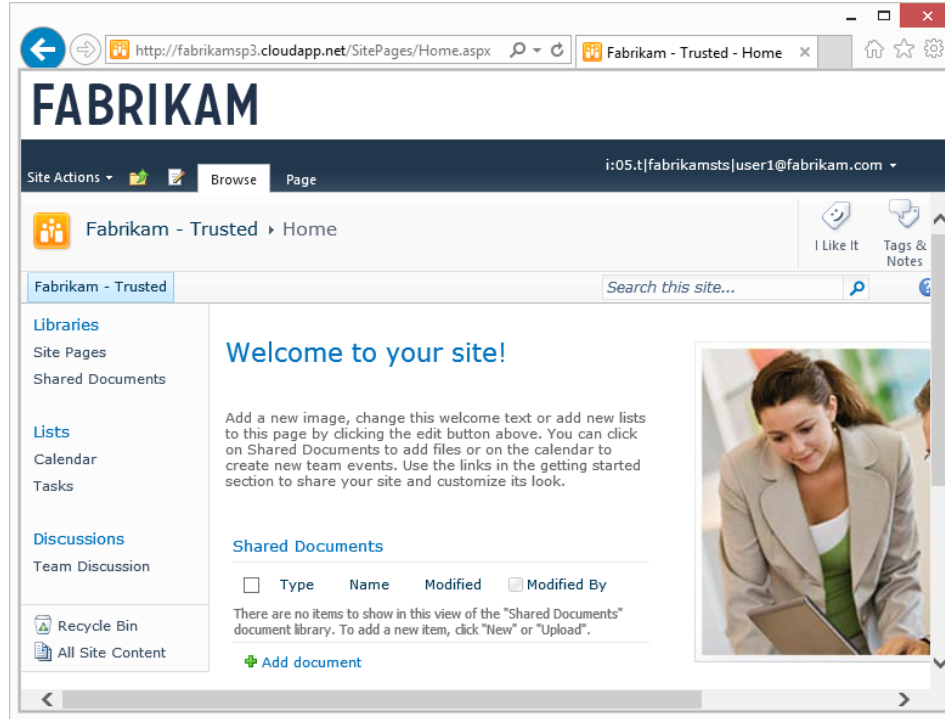 http://fabrikamsp3.cloudapp.net/SitePages/Home.aspx
Fabrikam - Trusted - Home
FABRIKAM
i:05.t|fabrikamsts|user1@fabrikam.com
Site Actions
Browse
Page
Fabrikam - Trusted
Home
I Like It
Tags &
Notes
Fabrikam - Trusted
Search this site...
Libraries
Site Pages
Shared Documents
Lists
Calendar
Tasks
Discussions
Team Discussion
Recycle Bin
All Site Content
Welcome to your site!
Add a new image, change this welcome text or add new lists
to this page by clicking the edit button above. You can click
on Shared Documents to add files or on the calendar to
create new team events. Use the links in the getting started
section to share your site and customize its look.
Shared Documents
Type Name Modified Modified By
There are no items to show in this view of the "Shared Documents"
document library. To add a new item, click "New" or "Upload".
Add document